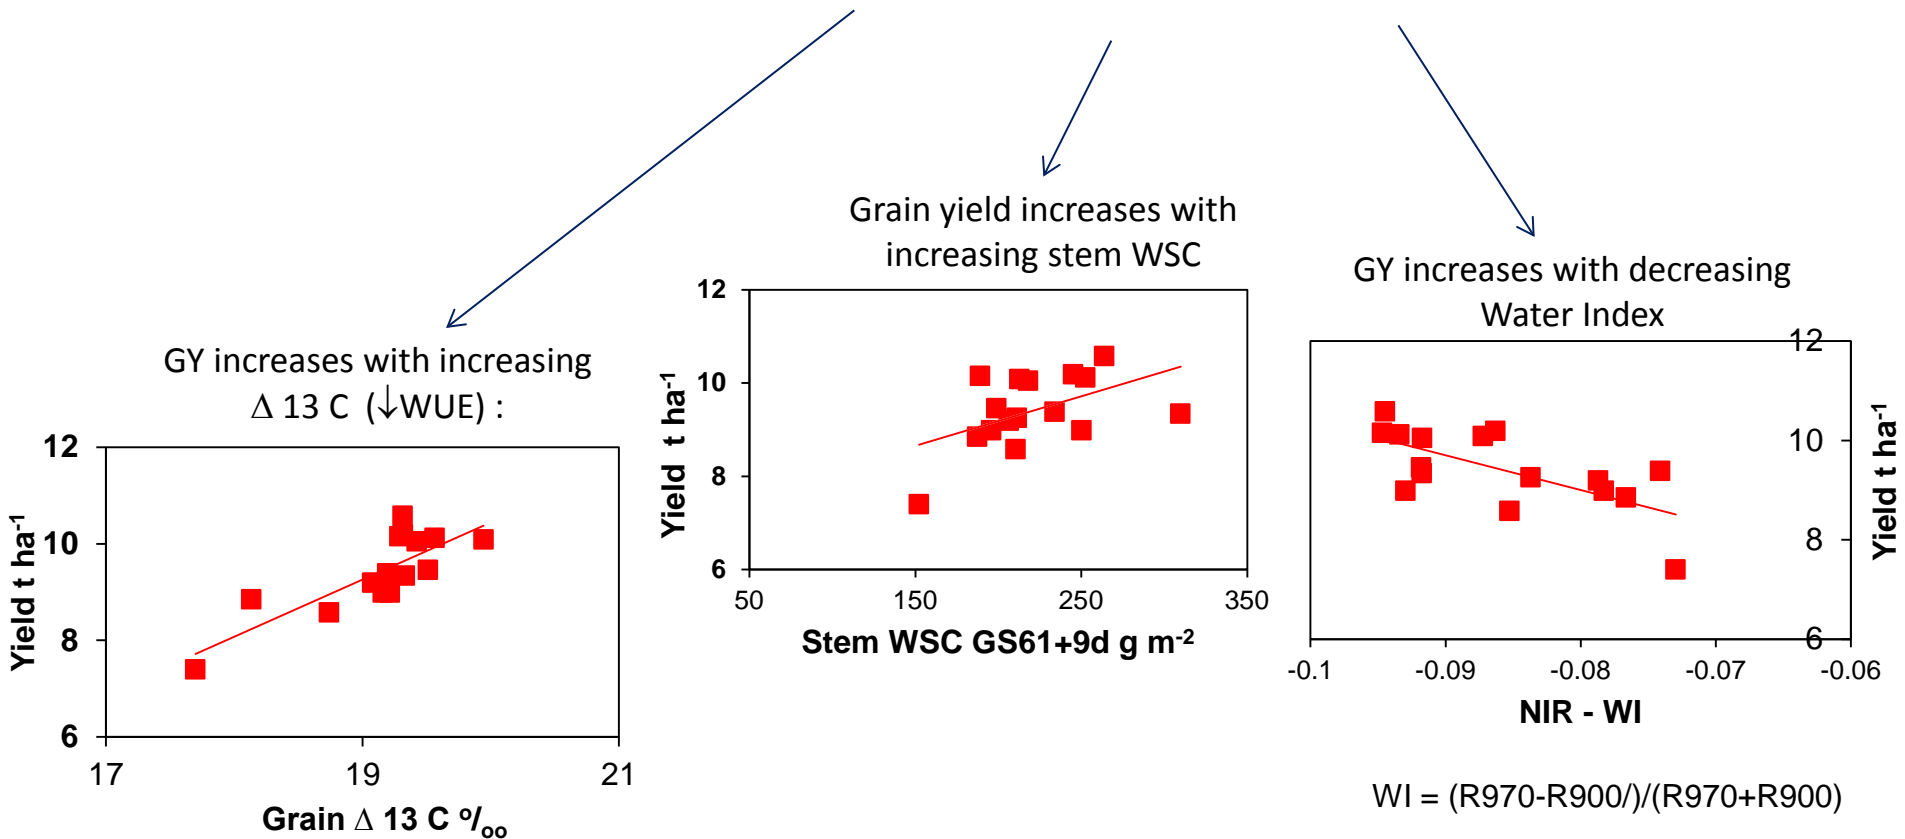 GY increases with increasing
Δ 13 C (↓WUE) :
12
10
8
6
17
19
21
Yield t ha⁻¹
Grain Δ 13 C º/ₒₒ
Grain yield increases with
increasing stem WSC
12
10
8
6
50
150
250
350
Yield t ha⁻¹
Stem WSC GS61+9d g m⁻²
GY increases with decreasing
Water Index
12
10
8
6
-0.1
-0.09
-0.08
-0.07
-0.06
Yield t ha⁻¹
NIR - WI
WI = (R970-R900/)/(R970+R900)